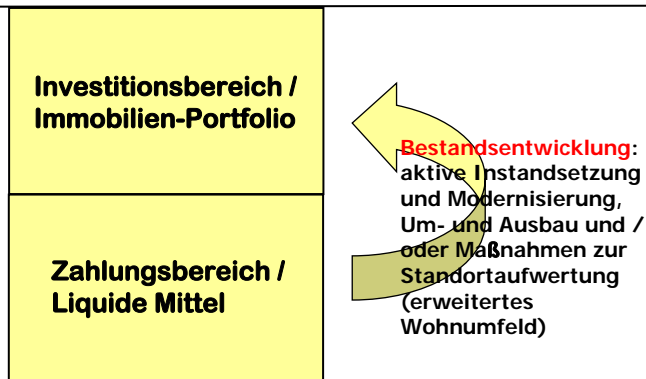 Investitionsbereich /
Immobilien-Portfolio
Bestandsentwicklung:
aktive Instandsetzung
und Modernisierung,
Um- und Ausbau und /
oder Maßnahmen zur
Standortaufwertung
(erweitertes
Wohnumfeld)
Zahlungsbereich /
Liquide Mittel